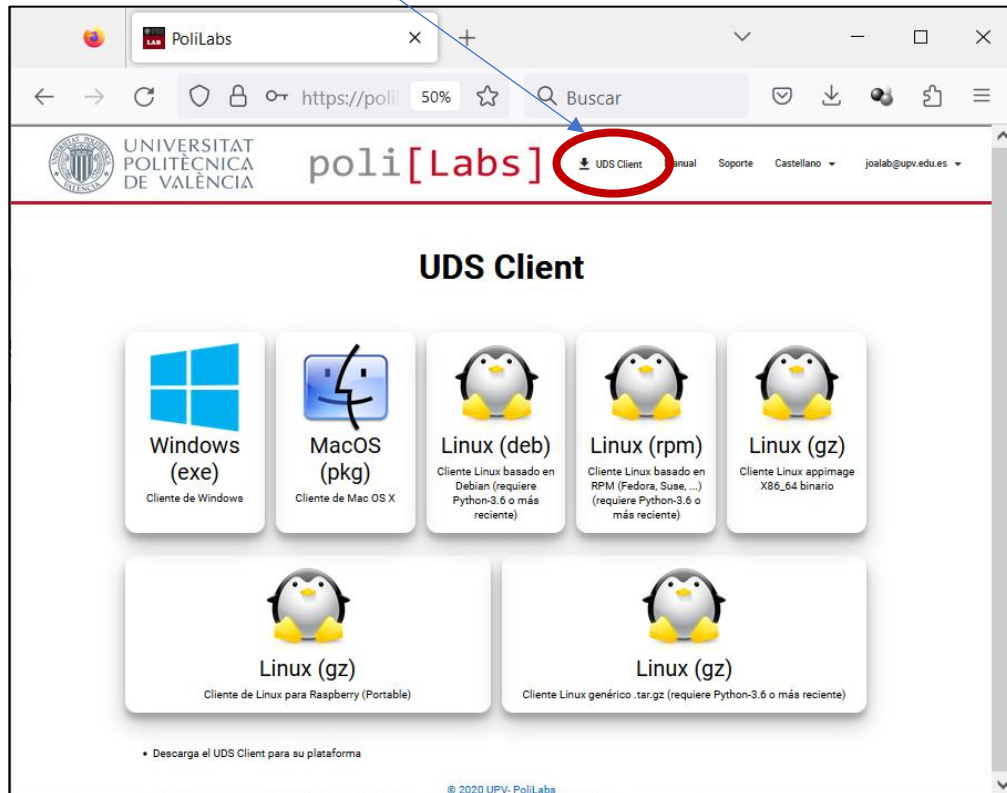 PoliLabs
https://poli
50%
Buscar
UNIVERSITAT
POLITÈCNICA
DE VALÈNCIA
poli[Labs]
UDS Client
Manual
Soporte
Castellano
joalab@upv.edu.es
UDS Client
Windows
(exe)
Cliente de Windows
MacOS
(pkg)
Cliente de Mac OS X
Linux (deb)
Cliente Linux basado en
Debian (requiere
Python-3.6 o más
reciente)
Linux (rpm)
Cliente Linux basado en
RPM (Fedora, Suse, ...)
(requiere Python-3.6 o
más reciente)
Linux (gz)
Cliente Linux appimage
X86_64 binario
Linux (gz)
Cliente de Linux para Raspberry (Portable)
Linux (gz)
Cliente Linux genérico .tar.gz (requiere Python-3.6 o más reciente)
• Descarga el UDS Client para su plataforma
© 2020 UPV- PoliLabs